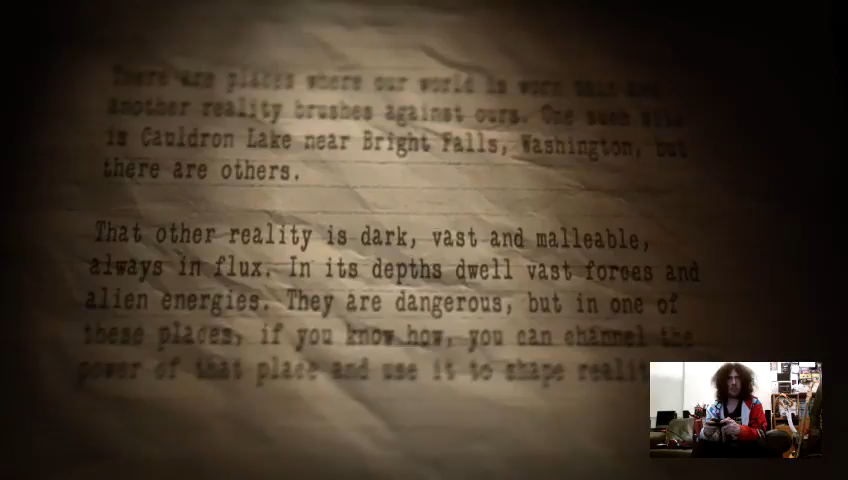 There are places where our world is worn thin and
another reality brushes against ours. One such
is Cauldron Lake near Bright Falls, Washington, but
there are others.
That other reality is dark, vast and malleable,
always in flux. In its depths dwell vast forces and
alien energies. They are dangerous, but in one of
these places, if you know how, you can channel the
power of that place and use it to shape